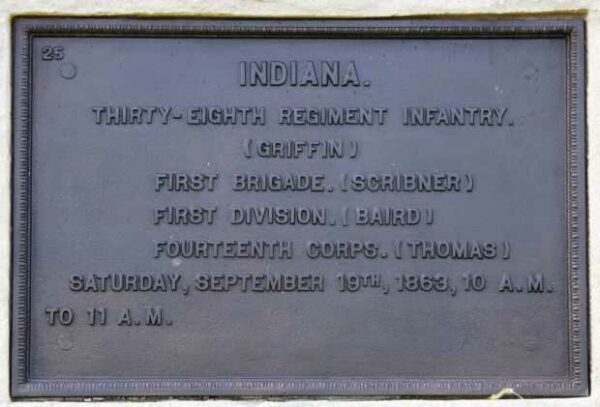 25
INDIANA.
THIRTY-EIGHTH REGIMENT INFANTRY.
(GRIFFIN)
FIRST BRIGADE. (SCRIBNER)
FIRST DIVISION. (BAIRD)
FOURTEENTH CORPS. (THOMAS)
SATURDAY, SEPTEMBER 19TH, 1863, 10 A.M.
TO 11 A.M.